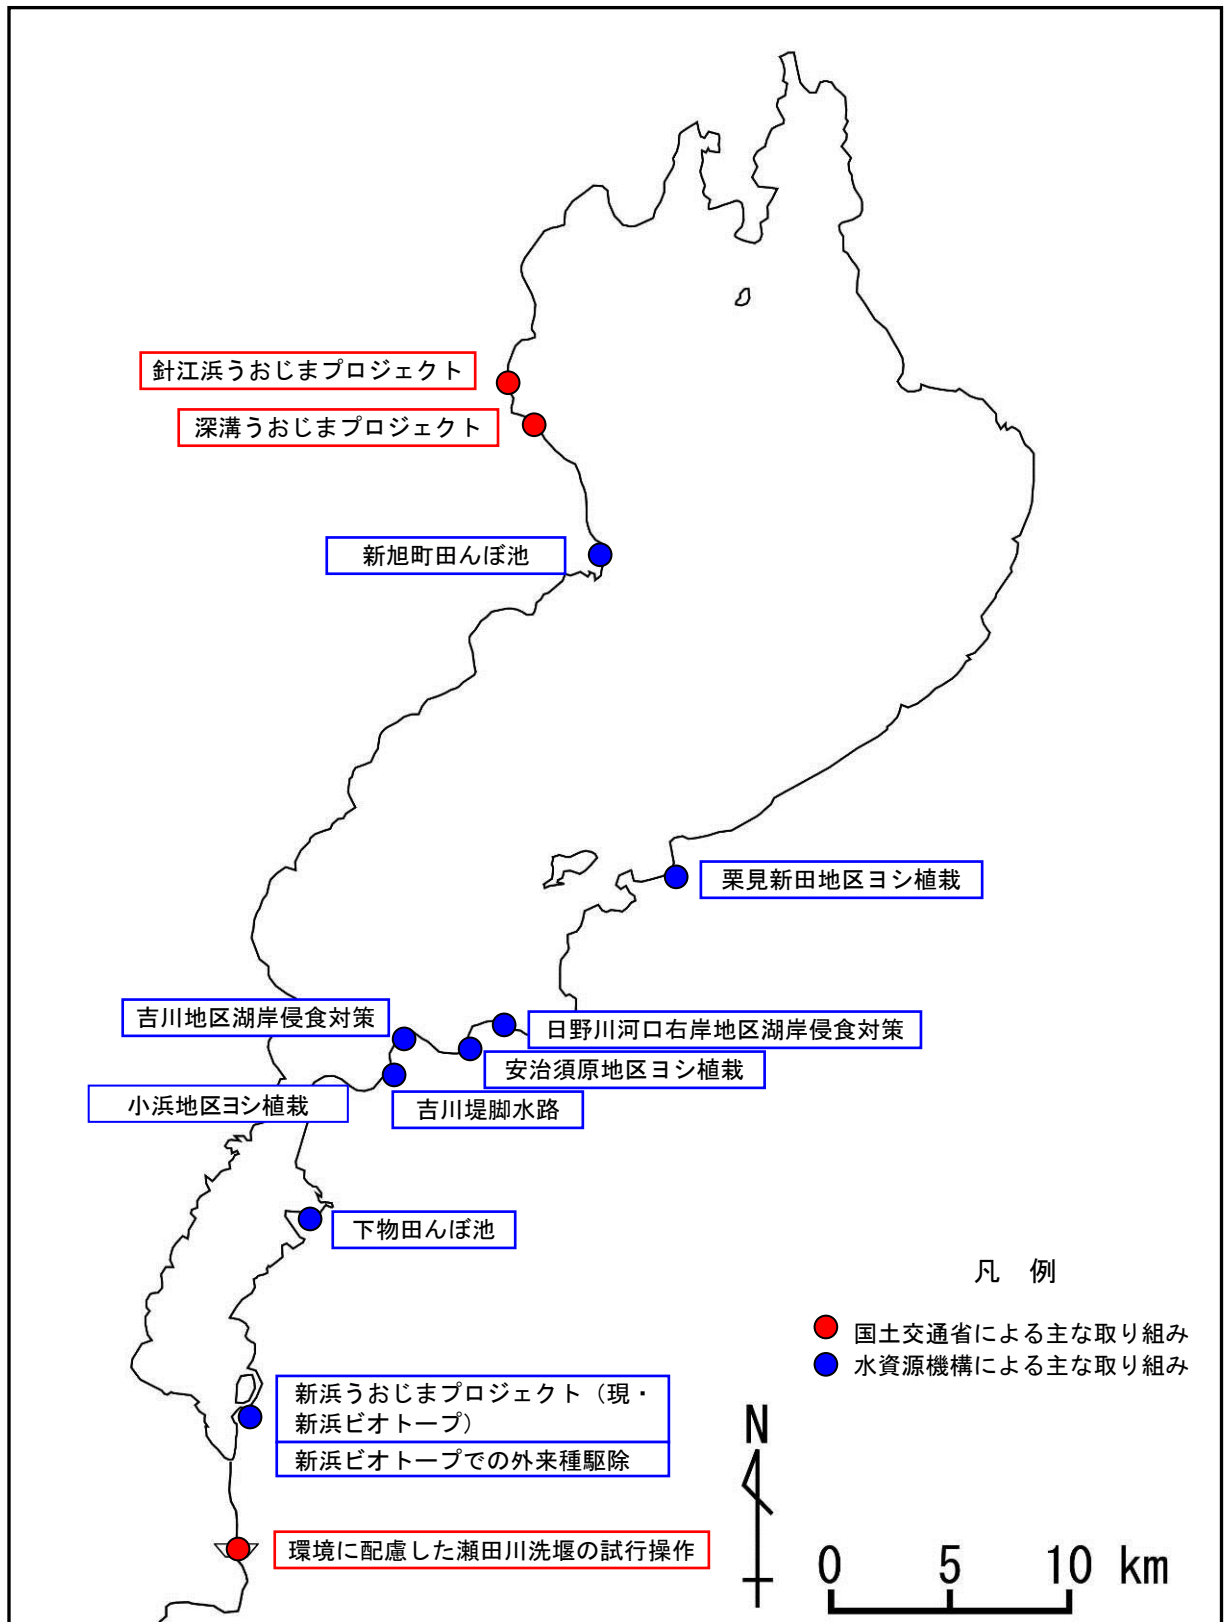 針江浜うおじまプロジェクト
深溝うおじまプロジェクト
新旭町田んぼ池
栗見新田地区ヨシ植栽
吉川地区湖岸侵食対策
日野川河口右岸地区湖岸侵食対策
安治須原地区ヨシ植栽
小浜地区ヨシ植栽
吉川堤脚水路
下物田んぼ池
凡 例
国土交通省による主な取り組み
水資源機構による主な取り組み
新浜うおじまプロジェクト（現・
新浜ビオトープ）
新浜ビオトープでの外来種駆除
環境に配慮した瀬田川洗堰の試行操作
N
0 5 10 km